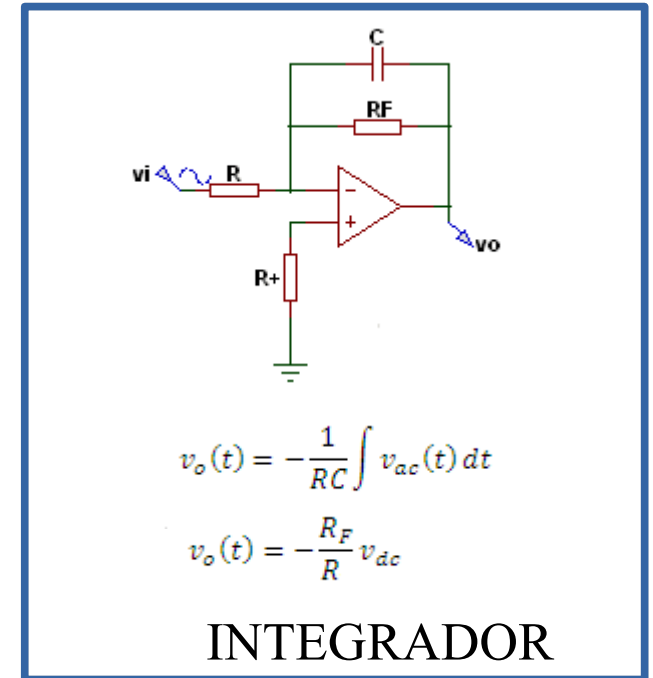 C
RF
vi R
-
+
vo
R+
v_o(t) = -\frac{1}{RC} \int v_{ac}(t) dt
v_o(t) = -\frac{R_F}{R} v_{dc}
INTEGRADOR